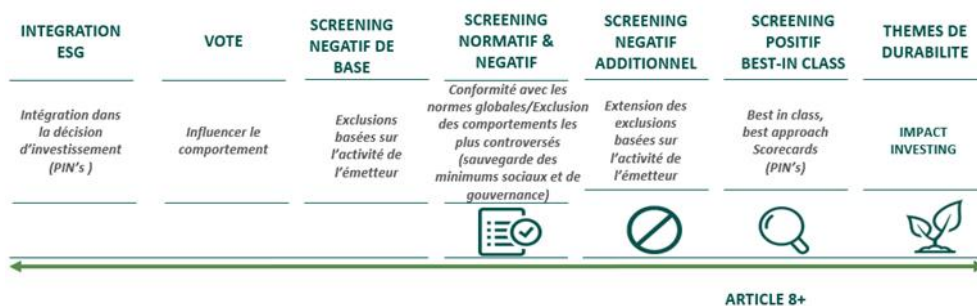 INTEGRATION
ESG
VOTE
SCREENING
NEGATIF DE
BASE
SCREENING
NORMATIF &
NEGATIF
SCREENING
NEGATIF
ADDITIONNEL
SCREENING
POSITIF
BEST-IN CLASS
THEMES DE
DURABILITE
Intégration dans
la décision
d'investissement
(PIN's )
Influencer le
comportement
Exclusions
basées sur
l'activité de
l'émetteur
Conformité avec les
normes globales/Exclusion
des comportements les
plus controversés
(sauvegarde des
minimums sociaux et de
gouvernance)
Extension des
exclusions
basées sur
l'activité de
l'émetteur
Best in class,
best approach
Scorecards
(PIN's)
IMPACT
INVESTING
ARTICLE 8+